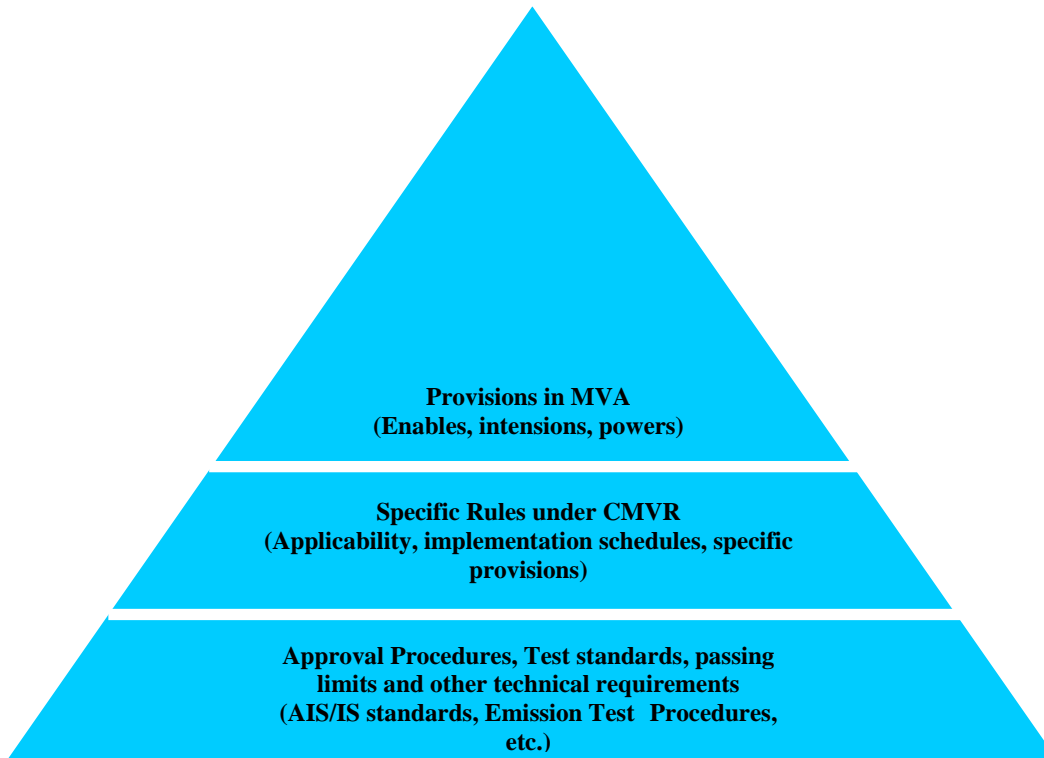 Provisions in MVA
(Enables, intensions, powers)
Specific Rules under CMVR
(Applicability, implementation schedules, specific
provisions)
Approval Procedures, Test standards, passing
limits and other technical requirements
(AIS/IS standards, Emission Test  Procedures,
etc.)